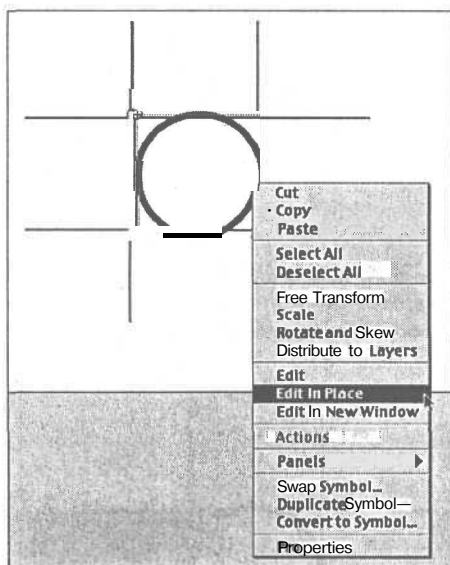 Cut
Copy
Paste
Select All
Deselect All
Free Transform
Scale
Rotate and Skew
Distribute to Layers
Edit
Edit In Place
Edit In New Window
Actions
Panels
Swap Symbol...
Duplicate Symbol—
Convert to Symbol...
Properties